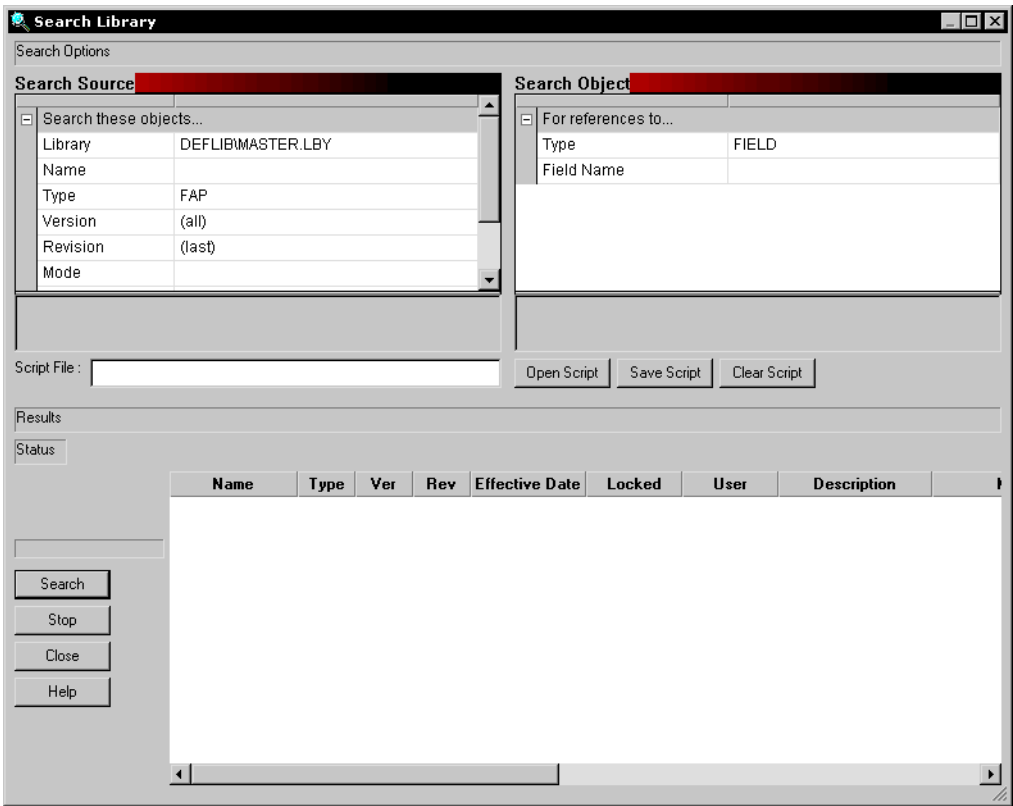 Search Library
Search Options
Search Source
Search these objects...
Library DEFLIB\MASTER.LBY
Name
Type FAP
Version (all)
Revision (last)
Mode
Search Object
For references to...
Type FIELD
Field Name
Script File :
Open Script Save Script Clear Script
Results
Status
Name Type Ver Rev Effective Date Locked User Description
Search
Stop
Close
Help